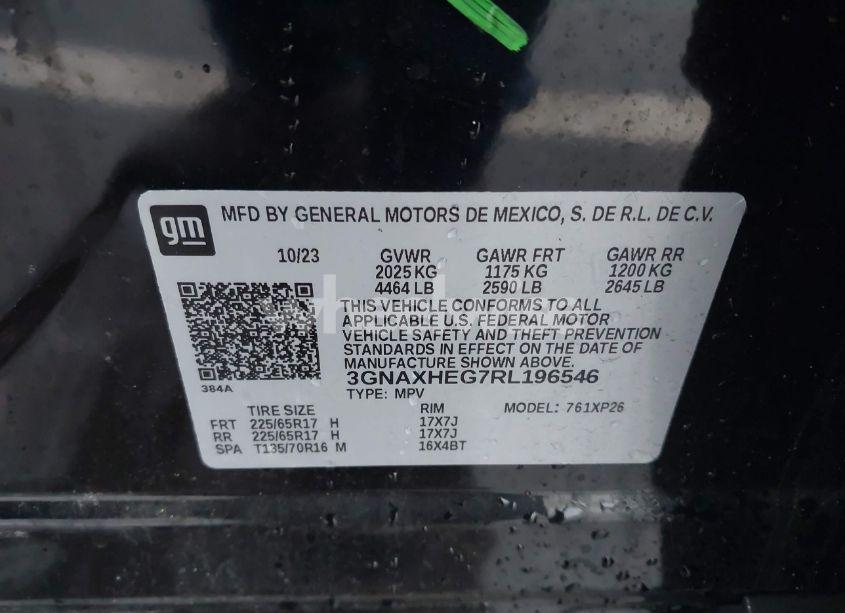 gm MFD BY GENERAL MOTORS DE MEXICO, S. DE R.L. DE C.V.
10/23 GVWR GAWR FRT GAWR RR
2025 KG 1175 KG 1200 KG
4464 LB 2590 LB 2645 LB
THIS VEHICLE CONFORMS TO ALL
APPLICABLE U.S. FEDERAL MOTOR
VEHICLE SAFETY AND THEFT PREVENTION
STANDARDS IN EFFECT ON THE DATE OF
MANUFACTURE SHOWN ABOVE.
384A 3GNAXHEG7RL196546
TYPE: MPV
TIRE SIZE RIM MODEL: 761XP26
FRT 225/65R17 H 17X7J
RR 225/65R17 H 17X7J
SPA T135/70R16 M 16X4BT